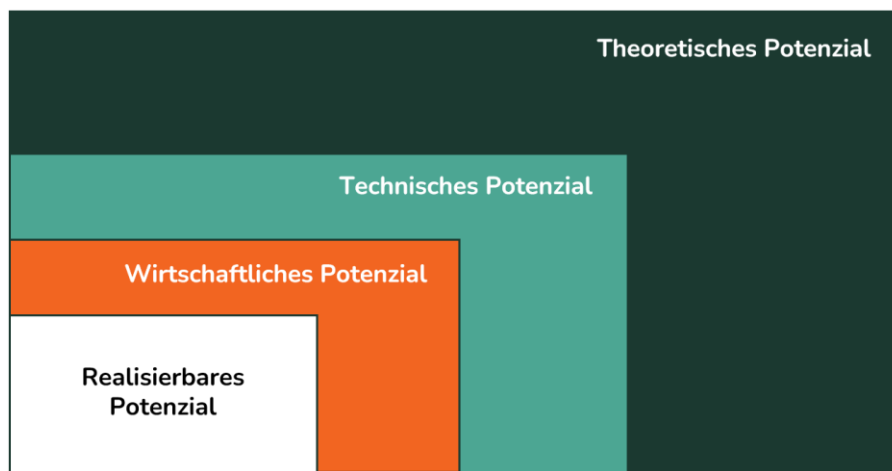 Theoretisches Potenzial
Technisches Potenzial
Wirtschaftliches Potenzial
Realisierbares
Potenzial